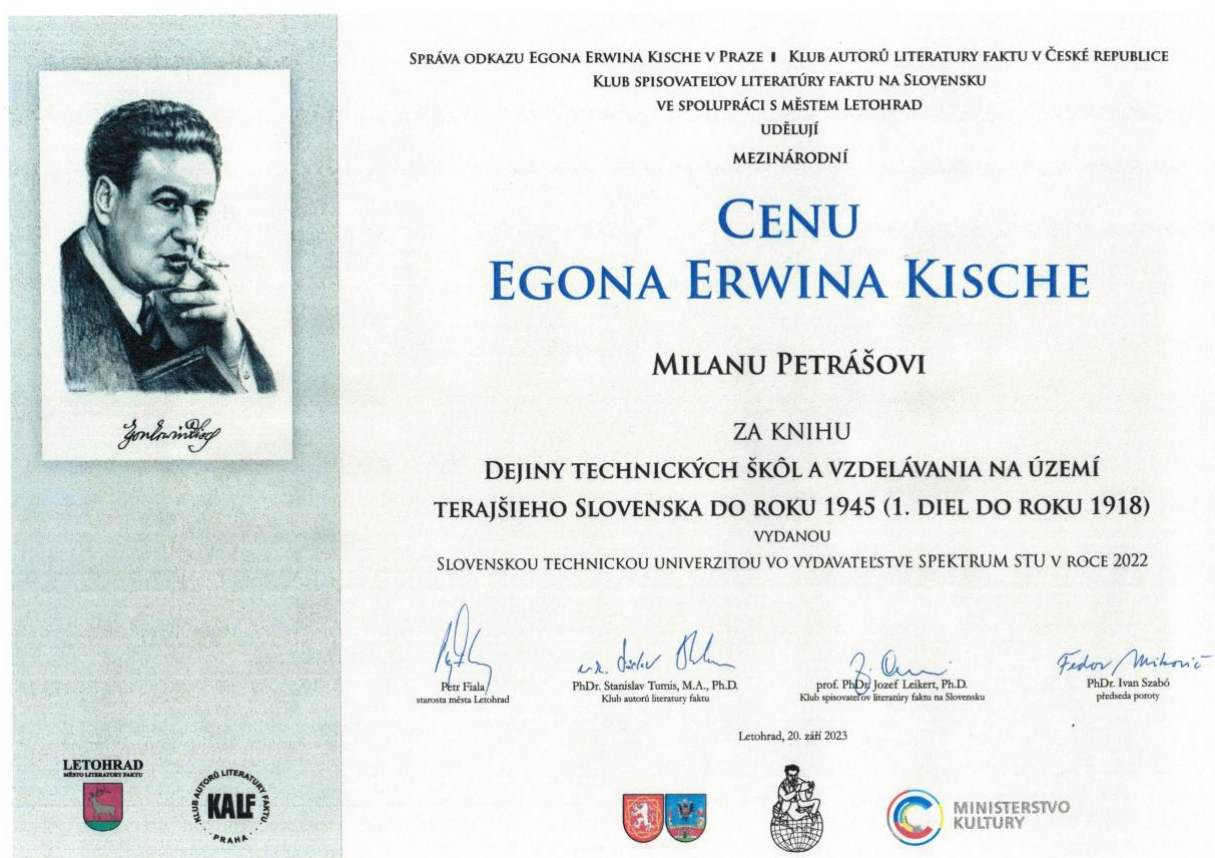 SPRÁVA ODKAZU EGONA ERWINA KISCHE V PRAZE ▮ KLUB AUTORŮ LITERATURY FAKTU V ČESKÉ REPUBLICE
KLUB SPISOVATEĽOV LITERATÚRY FAKTU NA SLOVENSKU
VE SPOLUPRÁCI S MĚSTEM LETOHRAD
UDĚLUJÍ
MEZINÁRODNÍ
CENU
EGONA ERWINA KISCHE
MILANU PETRÁŠOVI
ZA KNIHU
DEJINY TECHNICKÝCH ŠKÔL A VZDELÁVANIA NA ÚZEMÍ
TERAJŠIEHO SLOVENSKA DO ROKU 1945 (1. DIEL DO ROKU 1918)
VYDANOU
SLOVENSKOU TECHNICKOU UNIVERZITOU VO VYDAVATEĽSTVE SPEKTRUM STU V ROCE 2022
Petr Fiala
starosta města Letohrad
PhDr. Stanislav Tumis, M.A., Ph.D.
Klub autorů literatury faktu
prof. PhDr. Jozef Leikert, Ph.D.
Klub spisovateľov literatúry faktu na Slovensku
Fedor
PhDr. Ivan Szabó
předseda poroty
Letohrad, 20. září 2023
LETOHRAD
MĚSTO LITERATURY FAKTU
KLUB AUTORŮ LITERATURY FAKTU
KALF
PRAHA
MINISTERSTVO
KULTURY